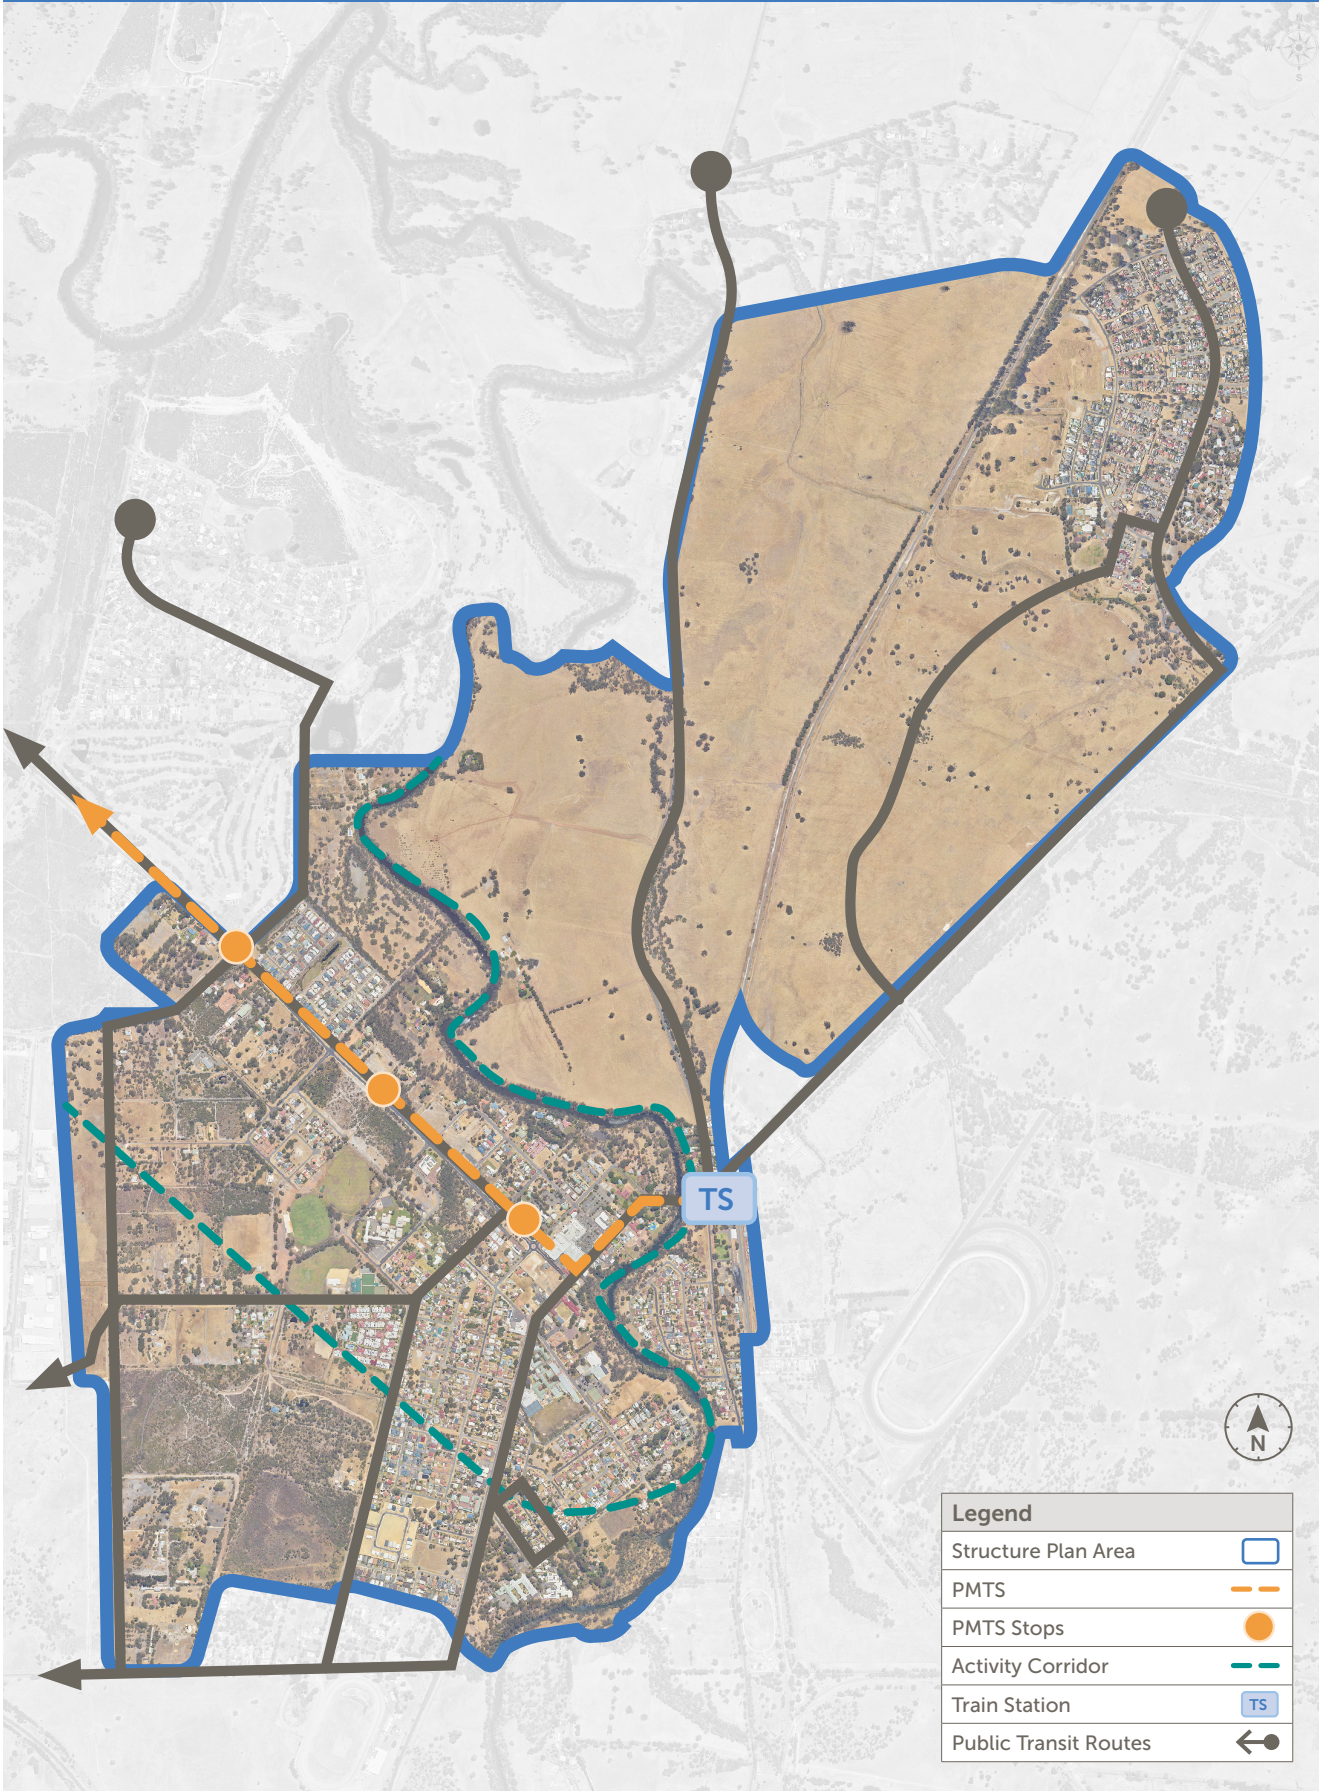 N
W
S
TS
N
Legend
Structure Plan Area
PMTS
PMTS Stops
Activity Corridor
Train Station
TS
Public Transit Routes